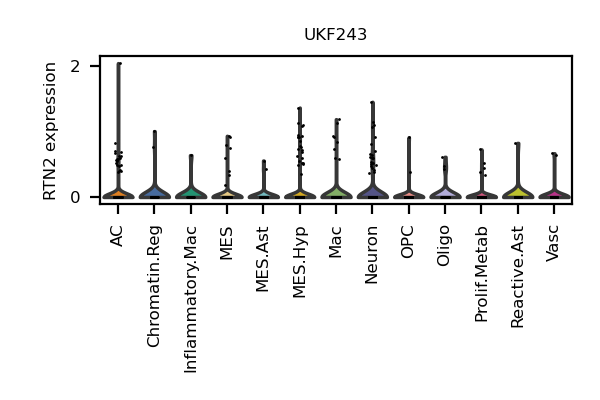 UKF243
RTN2 expression
2
0
AC
Chromatin.Reg
Inflammatory.Mac
MES
MES.Ast
MES.Hyp
Mac
Neuron
OPC
Oligo
Prolif.Metab
Reactive.Ast
Vasc